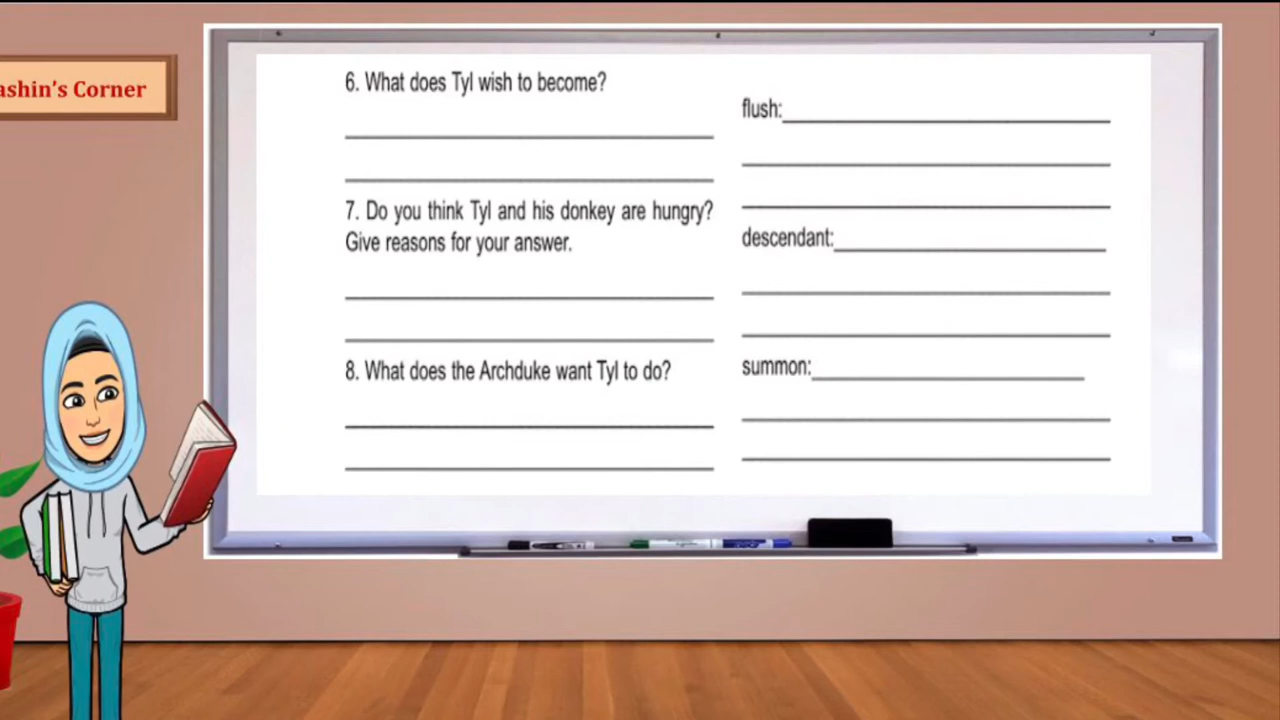 ashin's Corner
6. What does Tyl wish to become?
7. Do you think Tyl and his donkey are hungry?
Give reasons for your answer.
8. What does the Archduke want Tyl to do?
flush:
descendant:
summon: